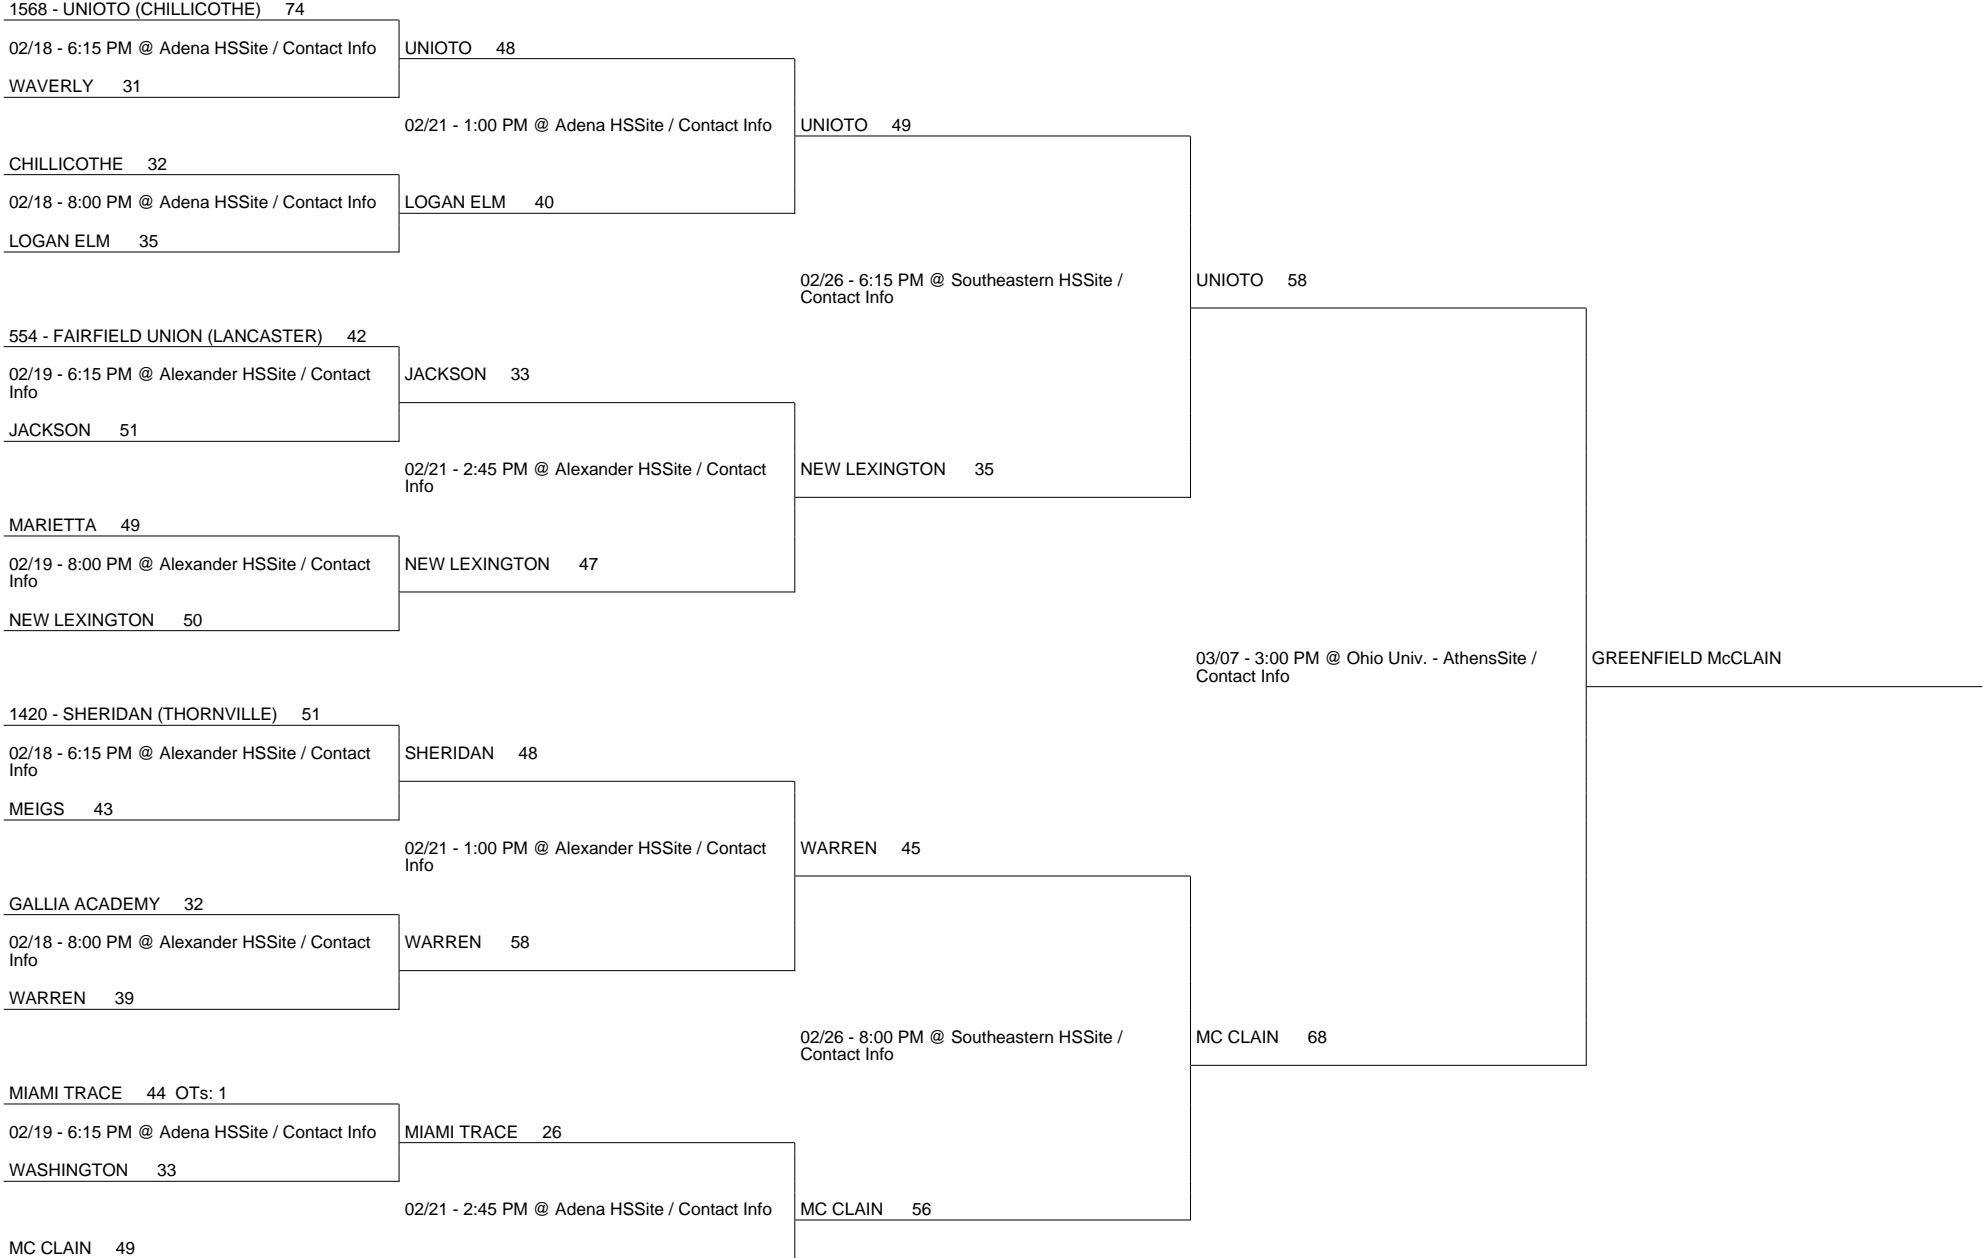 1568 - UNIOTO (CHILLICOTHE) 74
02/18 - 6:15 PM @ Adena HSSite / Contact Info
UNIOTO 48
WAVERLY 31
02/21 - 1:00 PM @ Adena HSSite / Contact Info
UNIOTO 49
CHILLICOTHE 32
02/18 - 8:00 PM @ Adena HSSite / Contact Info
LOGAN ELM 40
LOGAN ELM 35
02/26 - 6:15 PM @ Southeastern HSSite /
Contact Info
UNIOTO 58
554 - FAIRFIELD UNION (LANCASTER) 42
02/19 - 6:15 PM @ Alexander HSSite / Contact
Info
JACKSON 33
JACKSON 51
02/21 - 2:45 PM @ Alexander HSSite / Contact
Info
NEW LEXINGTON 35
MARIETTA 49
02/19 - 8:00 PM @ Alexander HSSite / Contact
Info
NEW LEXINGTON 47
NEW LEXINGTON 50
03/07 - 3:00 PM @ Ohio Univ. - AthensSite /
Contact Info
GREENFIELD McCLAIN
1420 - SHERIDAN (THORNVILLE) 51
02/18 - 6:15 PM @ Alexander HSSite / Contact
Info
SHERIDAN 48
MEIGS 43
02/21 - 1:00 PM @ Alexander HSSite / Contact
Info
WARREN 45
GALLIA ACADEMY 32
02/18 - 8:00 PM @ Alexander HSSite / Contact
Info
WARREN 58
WARREN 39
02/26 - 8:00 PM @ Southeastern HSSite /
Contact Info
MC CLAIN 68
MIAMI TRACE 44 OTs: 1
02/19 - 6:15 PM @ Adena HSSite / Contact Info
MIAMI TRACE 26
WASHINGTON 33
02/21 - 2:45 PM @ Adena HSSite / Contact Info
MC CLAIN 56
MC CLAIN 49